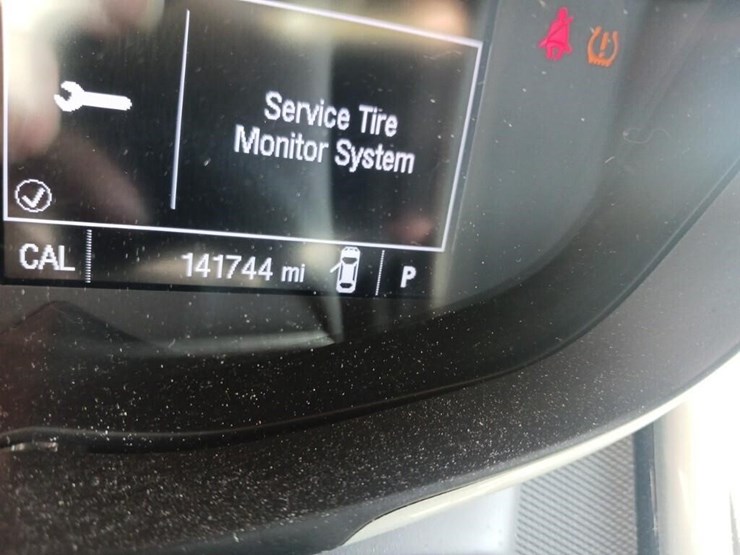 Service Tire
Monitor System
CAL 141744 mi P